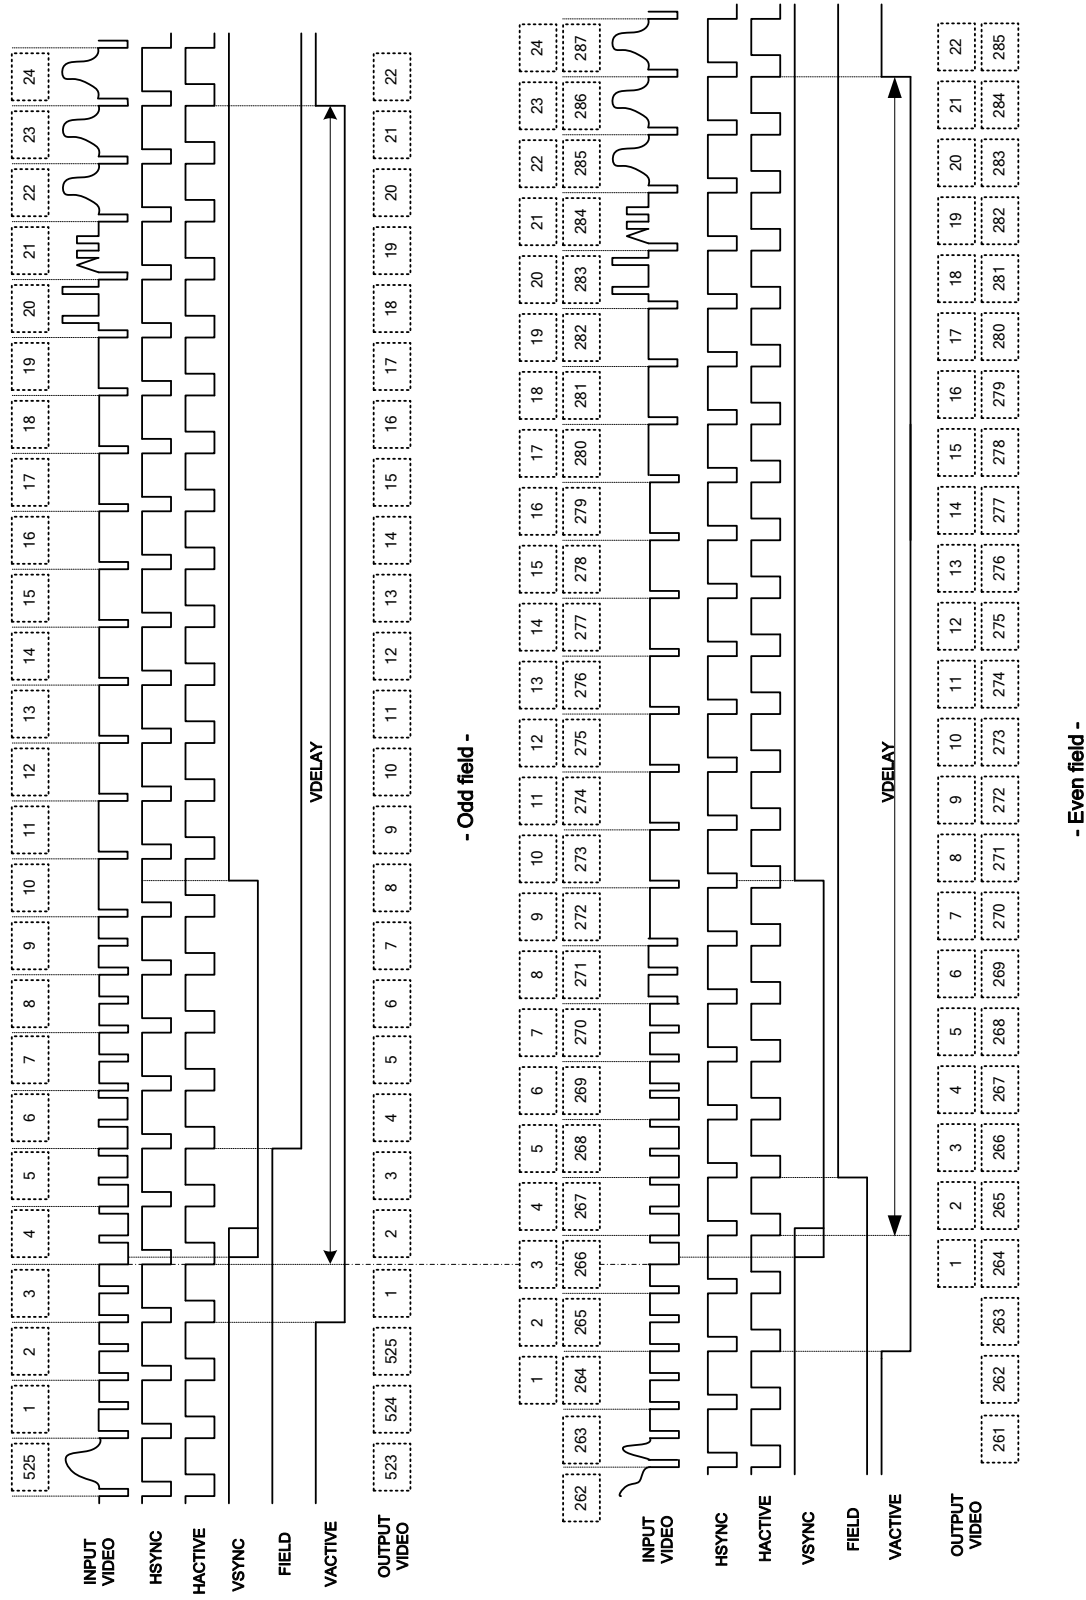 525 1 2 3 4 5 6 7 8 9 10 11 12 13 14 15 16 17 18 19 20 21 22 23 24
INPUT
VIDEO
HSYNC
HACTIVE
VSYNC
FIELD
VACTIVE
VDELAY
OUTPUT
VIDEO
523 524 525 1 2 3 4 5 6 7 8 9 10 11 12 13 14 15 16 17 18 19 20 21 22
- Odd field -
1 2 3 4 5 6 7 8 9 10 11 12 13 14 15 16 17 18 19 20 21 22 23 24
262 263 264 265 266 267 268 269 270 271 272 273 274 275 276 277 278 279 280 281 282 283 284 285 286 287
INPUT
VIDEO
HSYNC
HACTIVE
VSYNC
FIELD
VACTIVE
VDELAY
OUTPUT
VIDEO
1 2 3 4 5 6 7 8 9 10 11 12 13 14 15 16 17 18 19 20 21 22
261 262 263 264 265 266 267 268 269 270 271 272 273 274 275 276 277 278 279 280 281 282 283 284 285
- Even field -